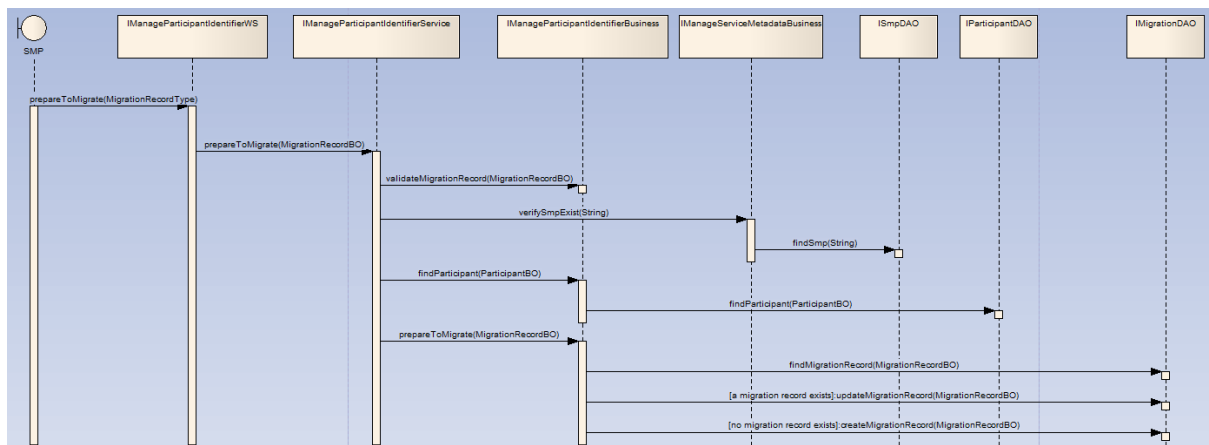 IManageParticipantIdentifierWS IManageParticipantIdentifierService IManageParticipantIdentifierBusiness IManageServiceMetadataBusiness ISmpDAO IParticipantDAO IMigrationDAO
SMP
prepareToMigrate(MigrationRecordType)
prepareToMigrate(MigrationRecordBO)
validateMigrationRecord(MigrationRecordBO)
verifySmpExist(String)
findSmp(String)
findParticipant(ParticipantBO)
findParticipant(ParticipantBO)
prepareToMigrate(MigrationRecordBO)
findMigrationRecord(MigrationRecordBO)
[a migration record exists]:updateMigrationRecord(MigrationRecordBO)
[no migration record exists]:createMigrationRecord(MigrationRecordBO)